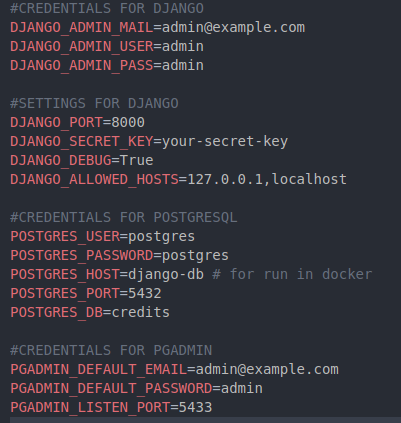 #CREDENTIALS FOR DJANGO
DJANGO_ADMIN_MAIL=admin@example.com
DJANGO_ADMIN_USER=admin
DJANGO_ADMIN_PASS=admin
#SETTINGS FOR DJANGO
DJANGO_PORT=8000
DJANGO_SECRET_KEY=your-secret-key
DJANGO_DEBUG=True
DJANGO_ALLOWED_HOSTS=127.0.0.1,localhost
#CREDENTIALS FOR POSTGRESQL
POSTGRES_USER=postgres
POSTGRES_PASSWORD=postgres
POSTGRES_HOST=django-db # for run in docker
POSTGRES_PORT=5432
POSTGRES_DB=credits
#CREDENTIALS FOR PGADMIN
PGADMIN_DEFAULT_EMAIL=admin@example.com
PGADMIN_DEFAULT_PASSWORD=admin
PGADMIN_LISTEN_PORT=5433